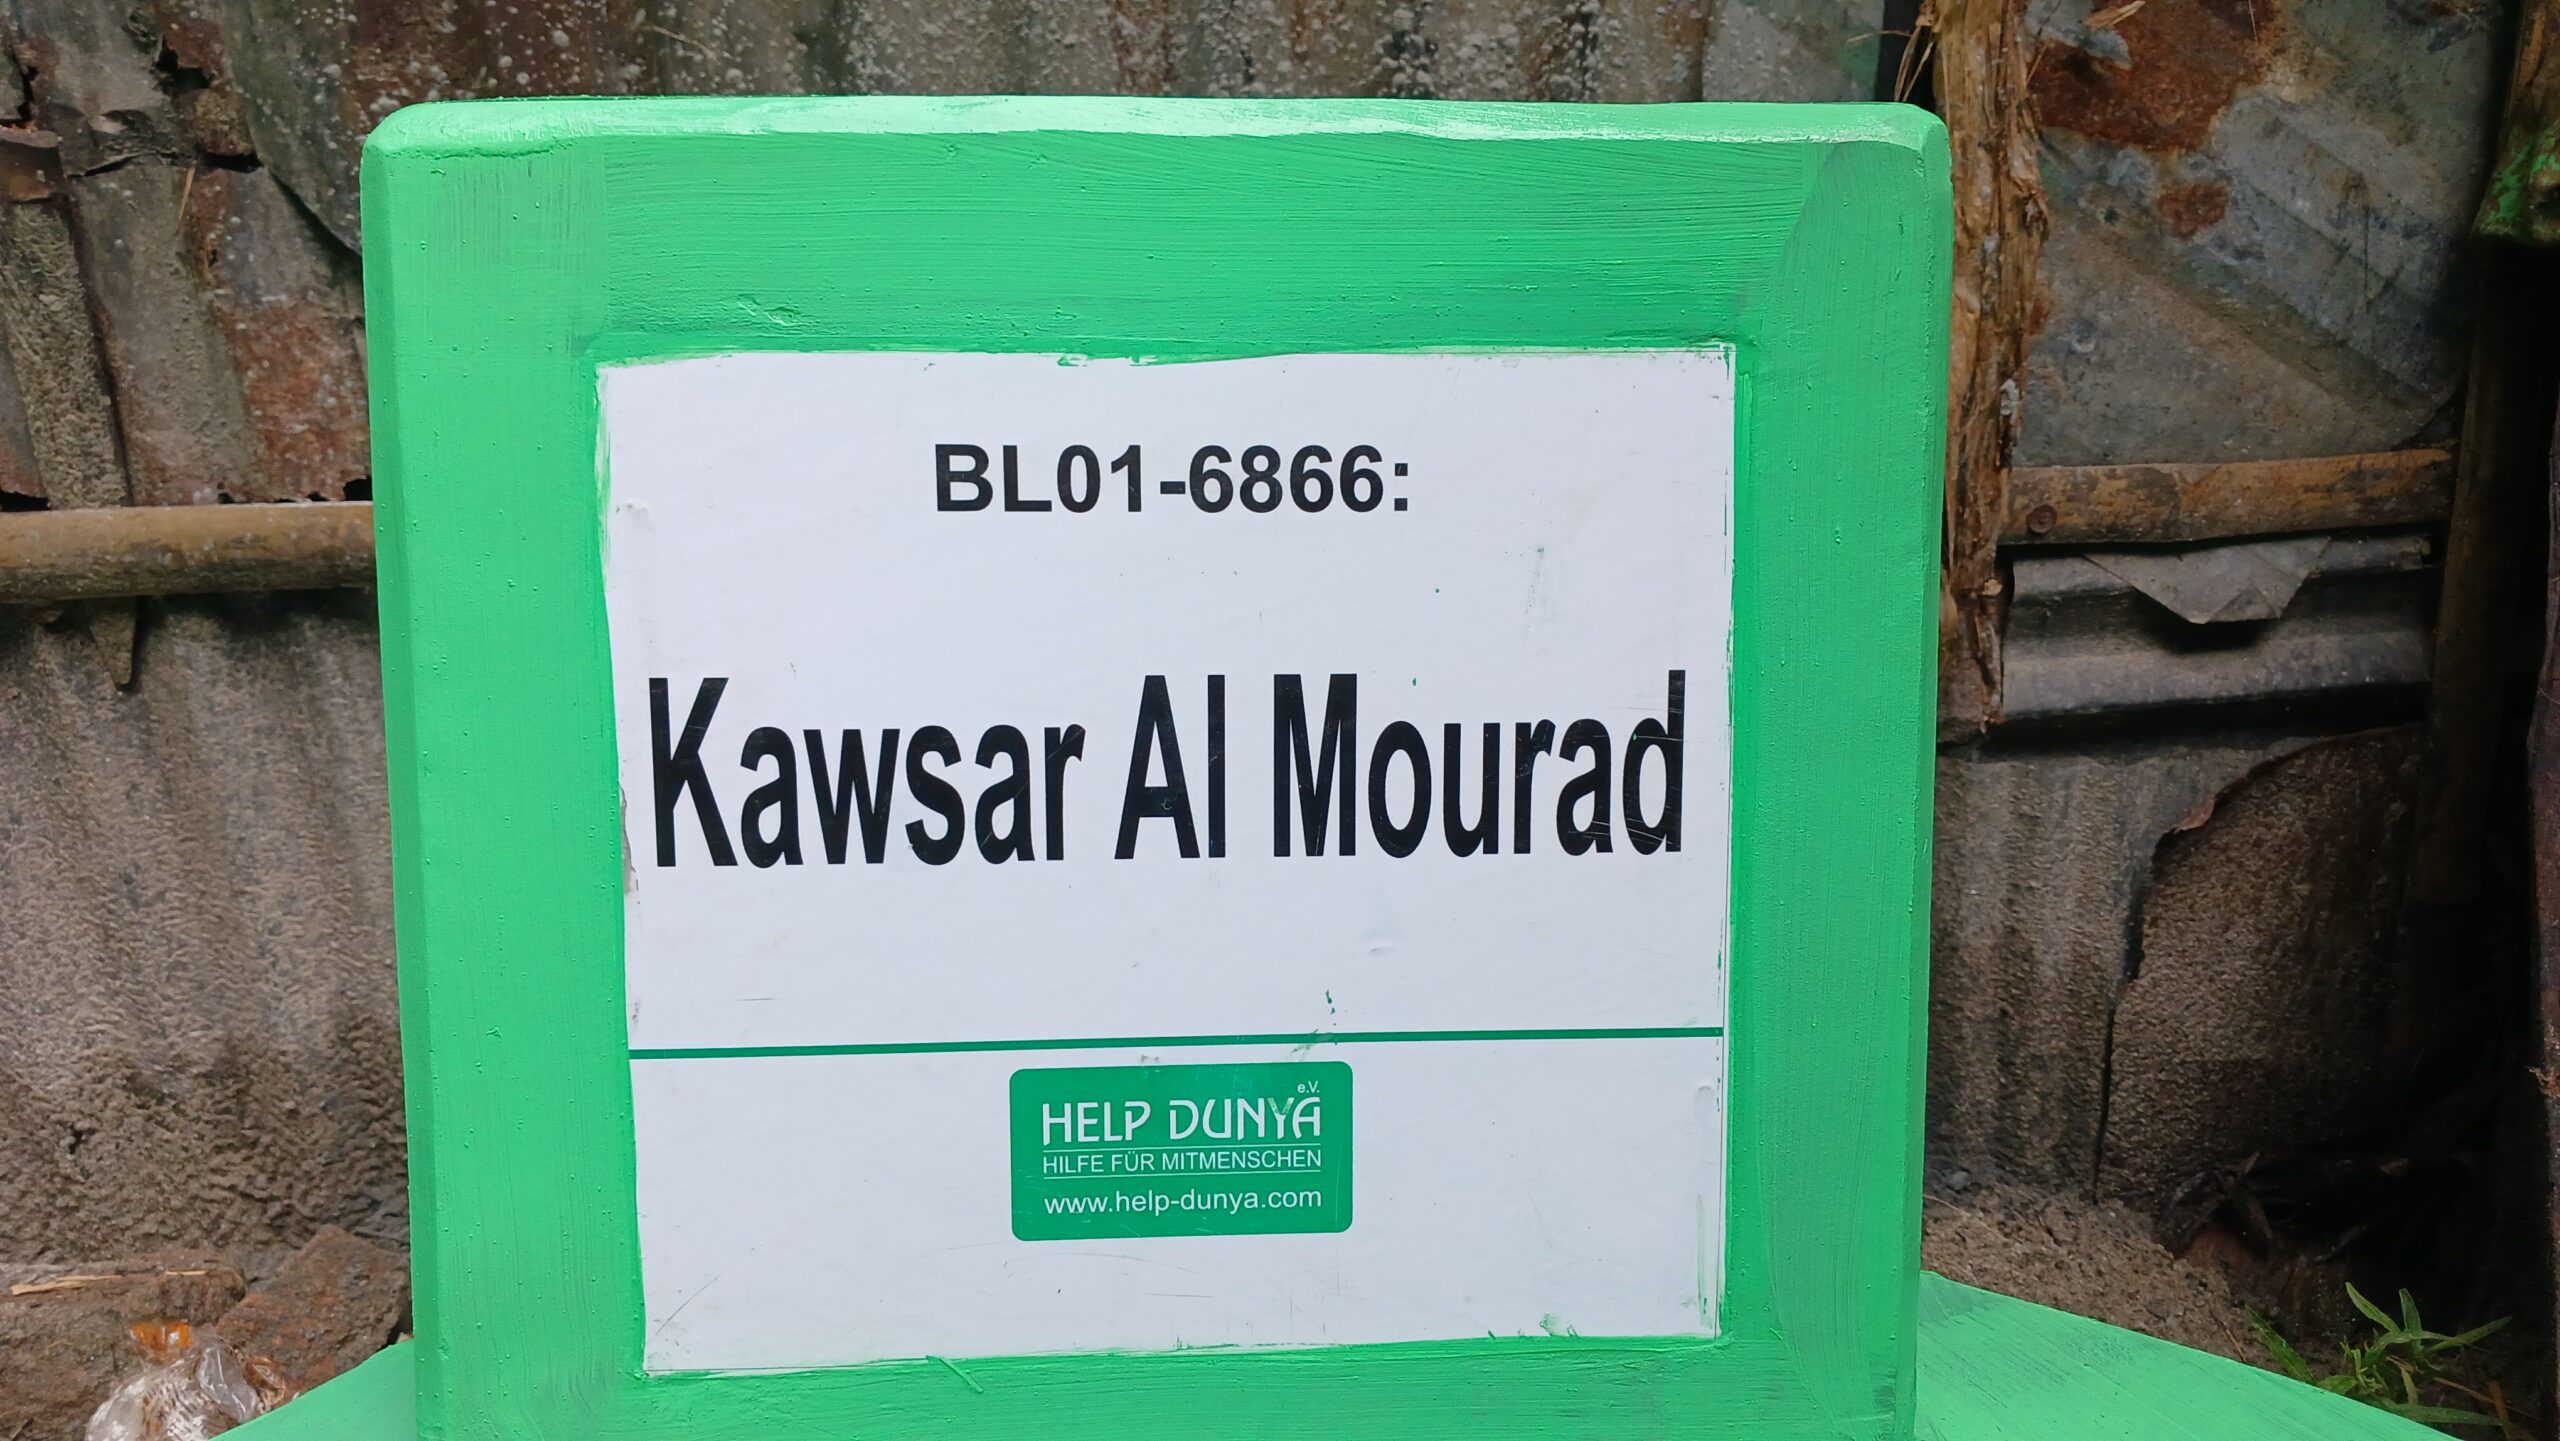 BL01-6866:
Kawsar Al Mourad
e.V.
HELP DUNYA
HILFE FÜR MITMENSCHEN
www.help-dunya.com